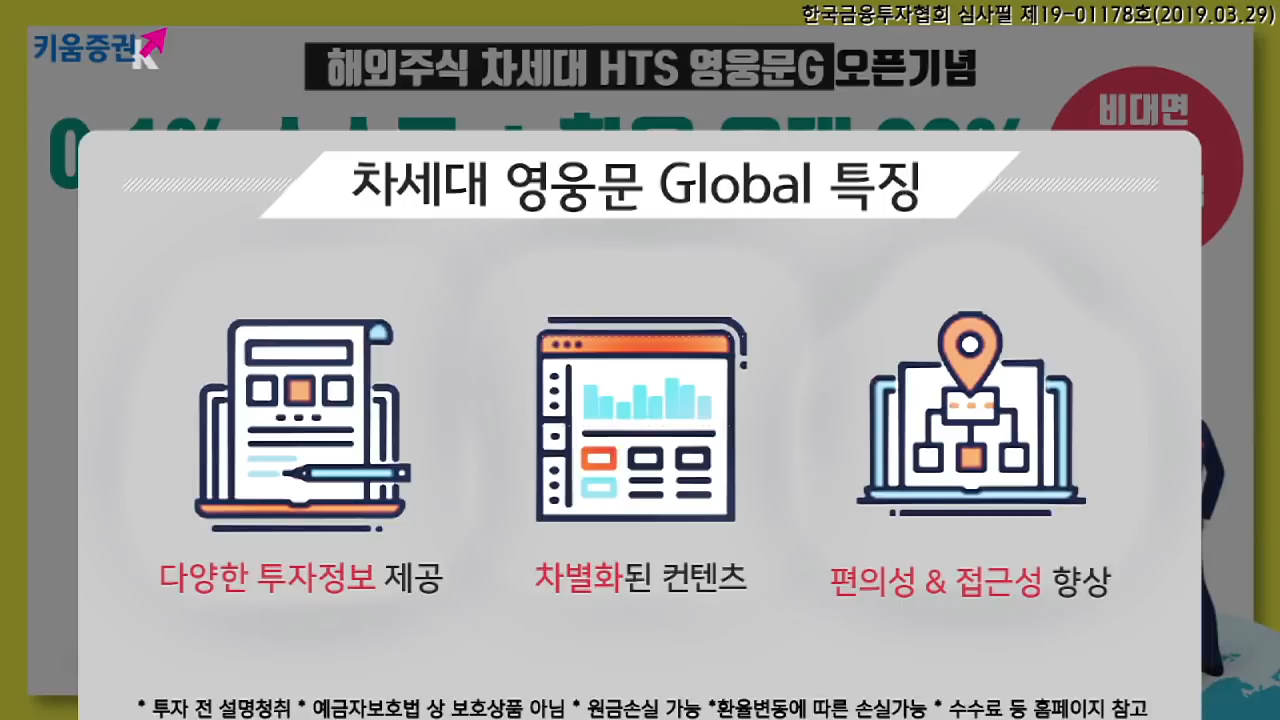 한국금융투자협회 심사필 제19-01178호(2019.03.29)
키움증권
해외주식 차세대 HTS 영웅문G 오픈기념
비대면
차세대 영웅문 Global 특징
다양한 투자정보 제공
차별화된 컨텐츠
편의성 & 접근성 향상
* 투자 전 설명청취 * 예금자보호법 상 보호상품 아님 * 원금손실 가능 *환율변동에 따른 손실가능 * 수수료 등 홈페이지 참고